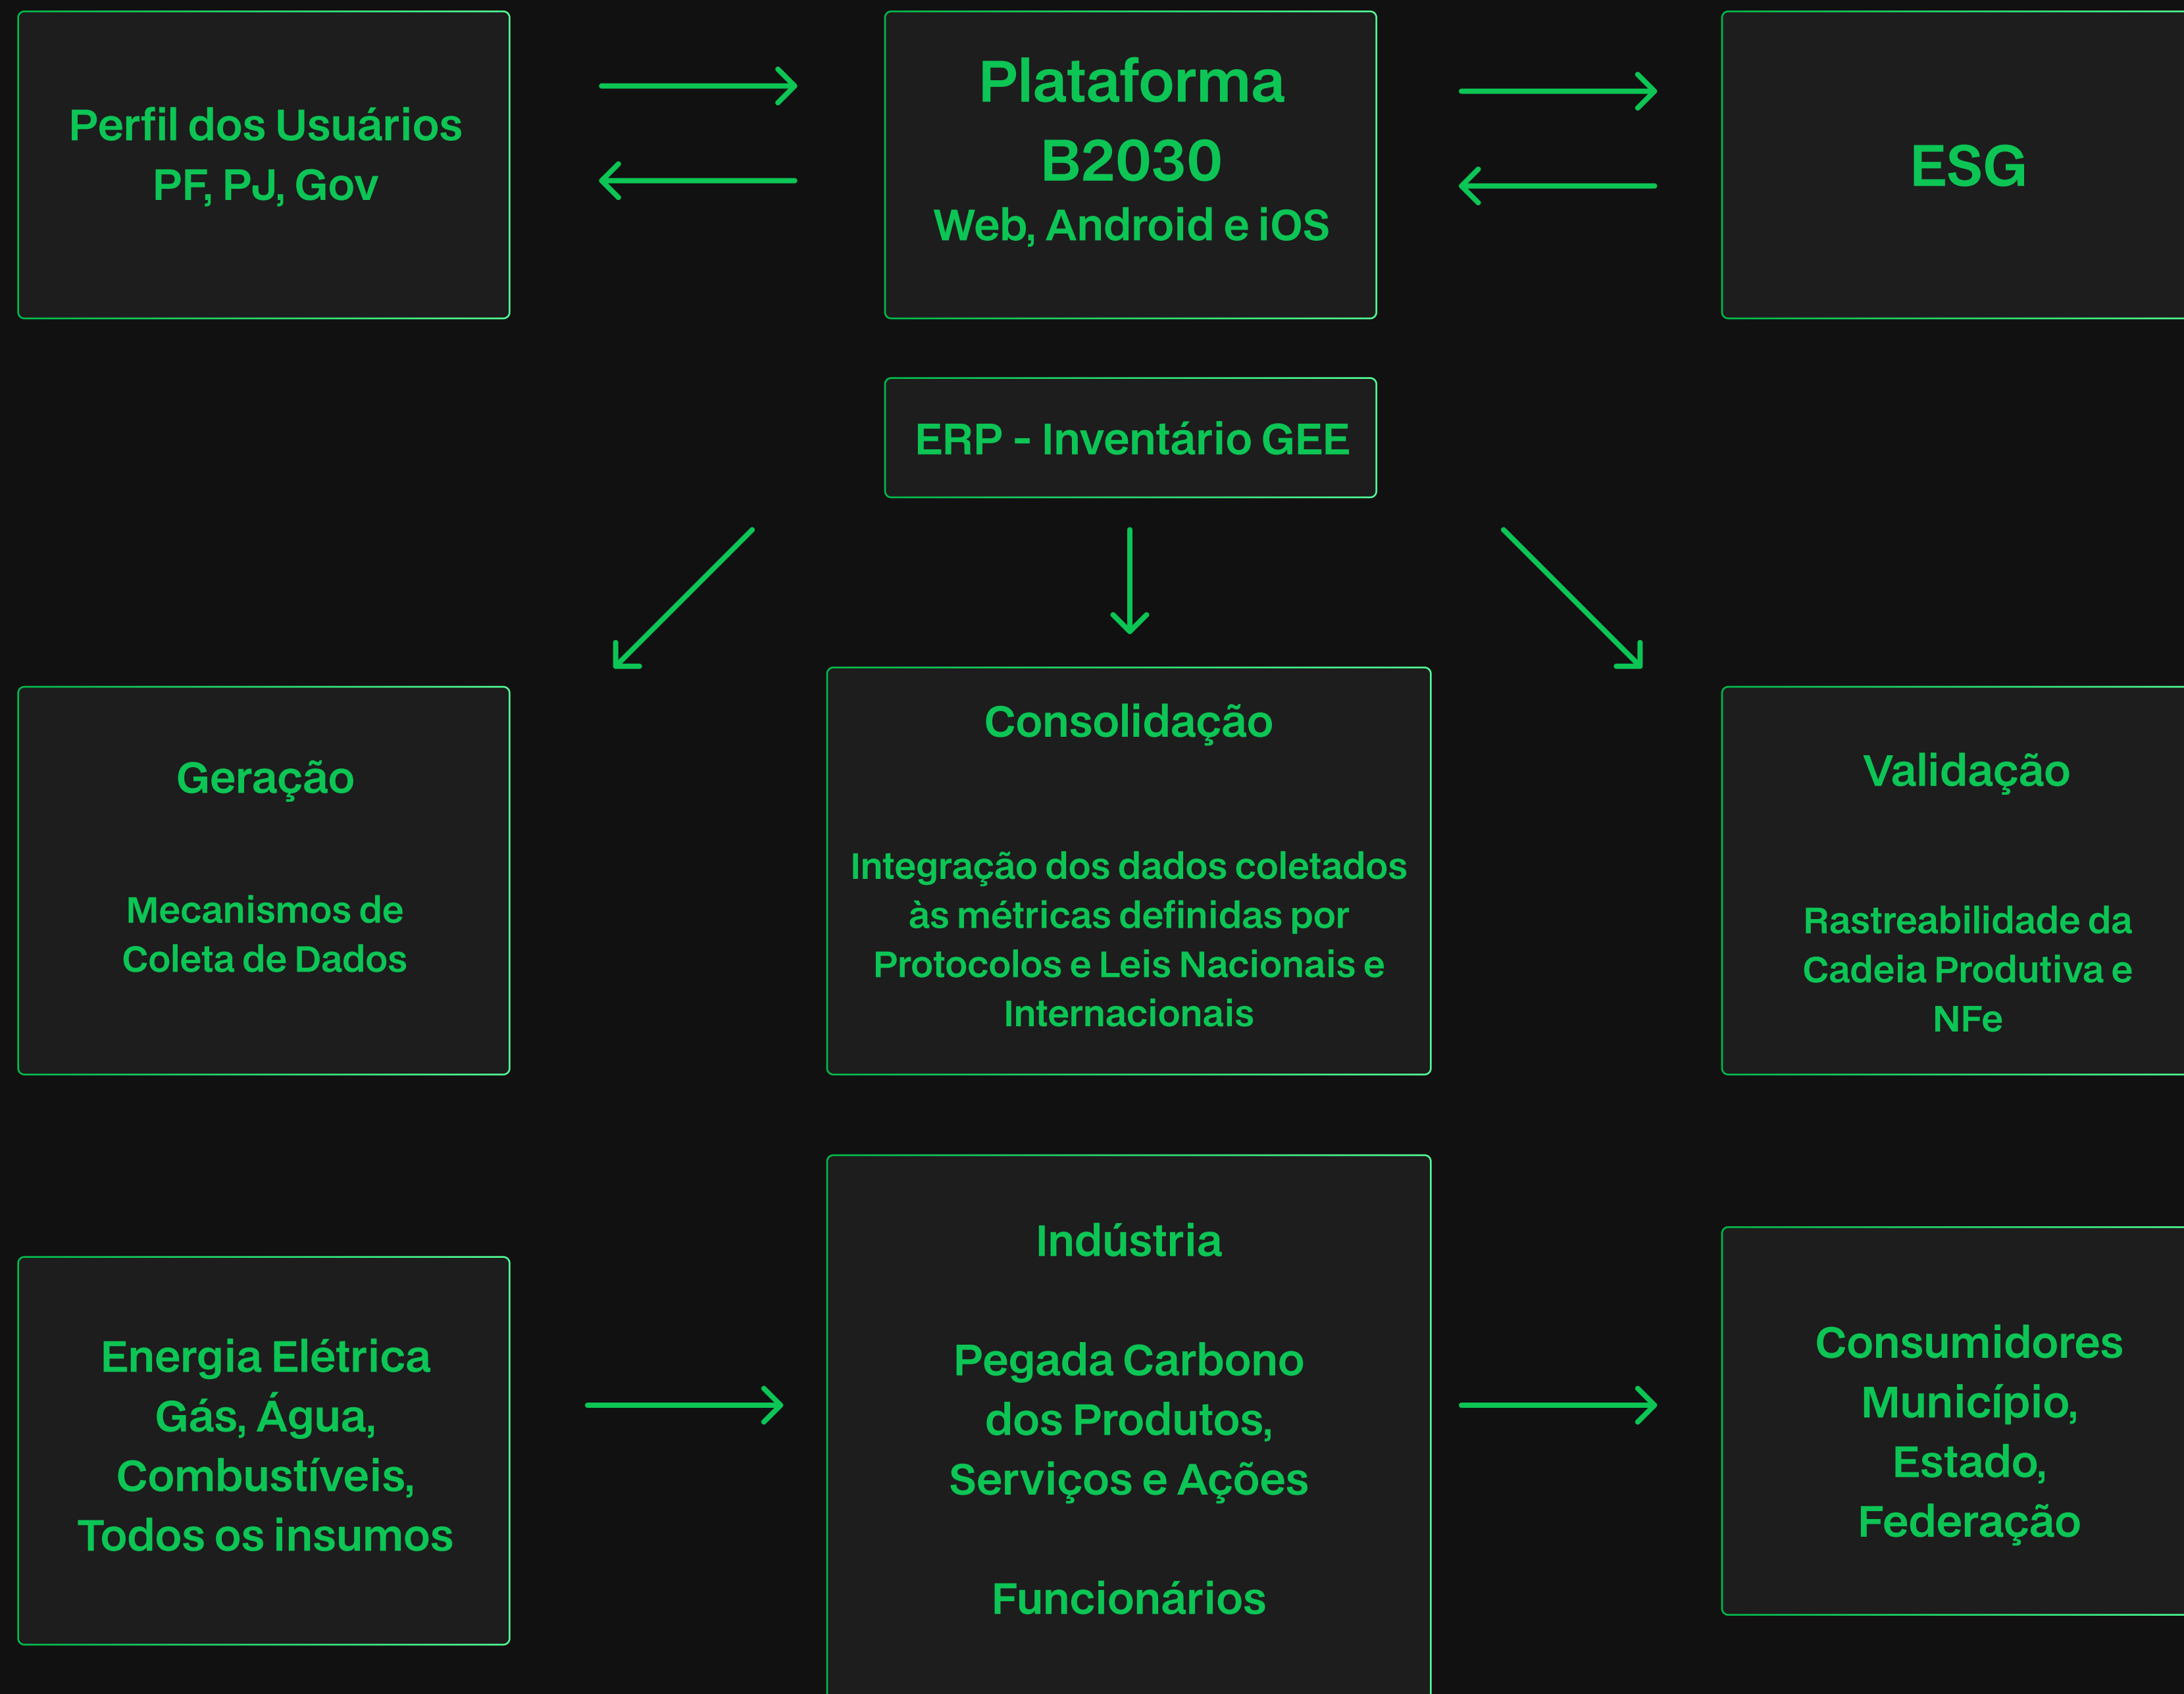 Perfil dos Usuários
PF, PJ, Gov
Plataforma
B2030
Web, Android e iOS
ESG
ERP - Inventário GEE
Geração
Mecanismos de
Coleta de Dados
Consolidação
Integração dos dados coletados
às métricas definidas por
Protocolos e Leis Nacionais e
Internacionais
Validação
Rastreabilidade da
Cadeia Produtiva e
NFe
Energia Elétrica
Gás, Água,
Combustíveis,
Todos os insumos
Indústria
Pegada Carbono
dos Produtos,
Serviços e Ações
Funcionários
Consumidores
Município,
Estado,
Federação